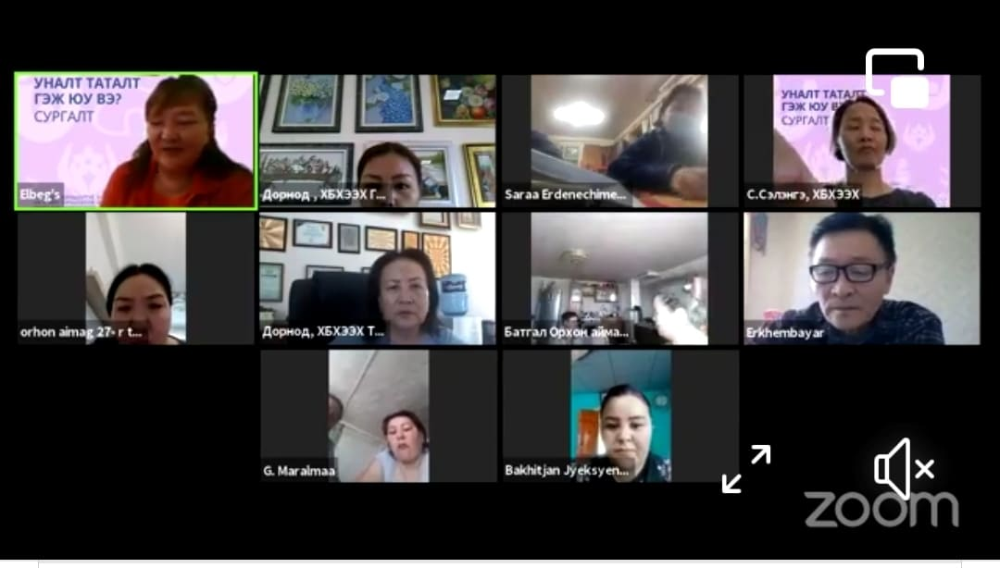 УНАЛТ ТАТАЛТ
ГЭЖ ЮУ ВЭ?
СУРГАЛТ
Elbeg's
Дорнод , ХБХЭЭХ Г...
Saraa Erdenechime...
УНАЛТ ТАТАЛТ
ГЭЖ ЮУ
СУРГАЛТ
С.Сэлэнгэ, ХБХЭЭХ
orhon aimag 27- r t...
Дорнод, ХБХЭЭХ Т...
Батгал Орхон айма...
Erkhembayar
G. Maralmaa
Bakhitjan Jyeksyen...
zoom